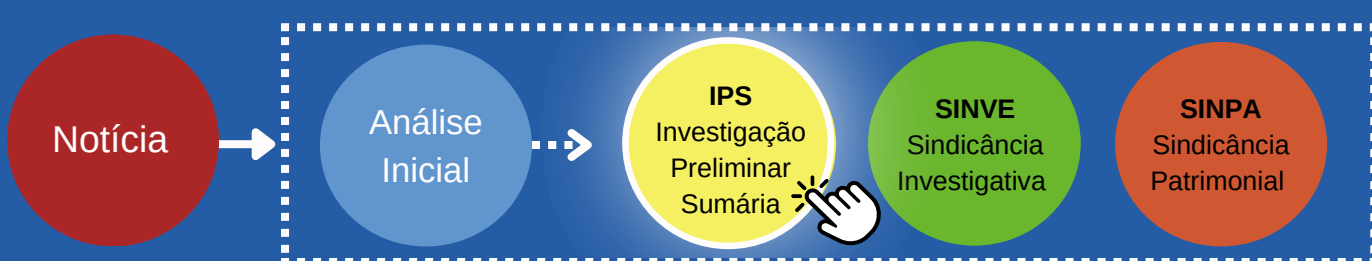 Notícia
Análise
Inicial
IPS
Investigação
Preliminar
Sumária
SINVE
Sindicância
Investigativa
SINPA
Sindicância
Patrimonial